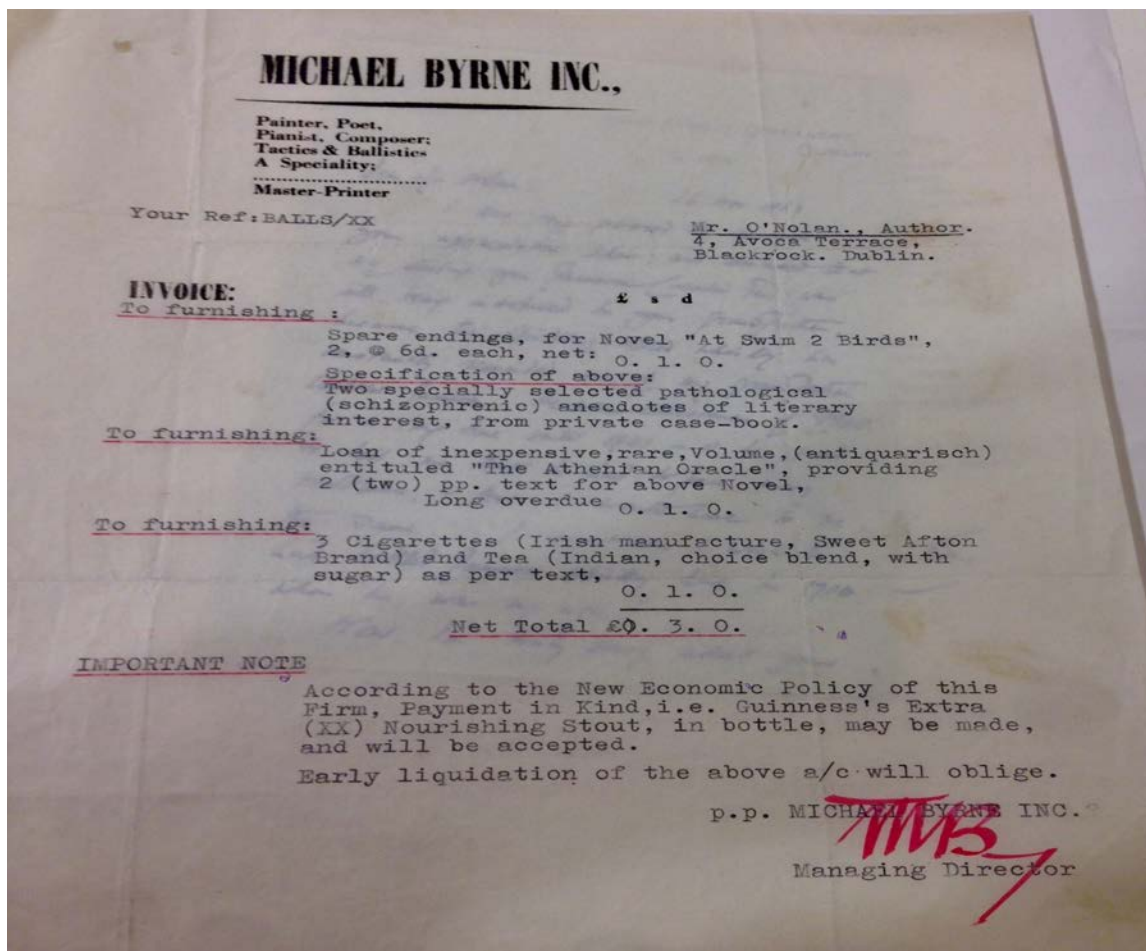 MICHAEL BYRNE INC.,
Painter, Poet,
Pianist, Composer;
Tactics & Ballistics
A Speciality;
..............................
Master-Printer
Your Ref:BALLS/XX
Mr. O'Nolan., Author.
4, Avoca Terrace,
Blackrock. Dublin.
INVOICE:
£ s d
To furnishing :
Spare endings, for Novel "At Swim 2 Birds",
2, @ 6d. each, net: 0. 1. 0.
Specification of above:
Two specially selected pathological
(schizophrenic) anecdotes of literary
interest, from private case-book.
To furnishing:
Loan of inexpensive,rare,Volume,(antiquarisch)
entituled "The Athenian Oracle", providing
2 (two) pp. text for above Novel,
Long overdue 0. 1. 0.
To furnishing:
3 Cigarettes (Irish manufacture, Sweet Afton
Brand) and Tea (Indian, choice blend, with
sugar) as per text,
0. 1. 0.
Net Total £0. 3. 0.
IMPORTANT NOTE
According to the New Economic Policy of this
Firm, Payment in Kind,i.e. Guinness's Extra
(XX) Nourishing Stout, in bottle, may be made,
and will be accepted.
Early liquidation of the above a/c will oblige.
p.p. MICHAEL BYRNE INC.
MB
Managing Director